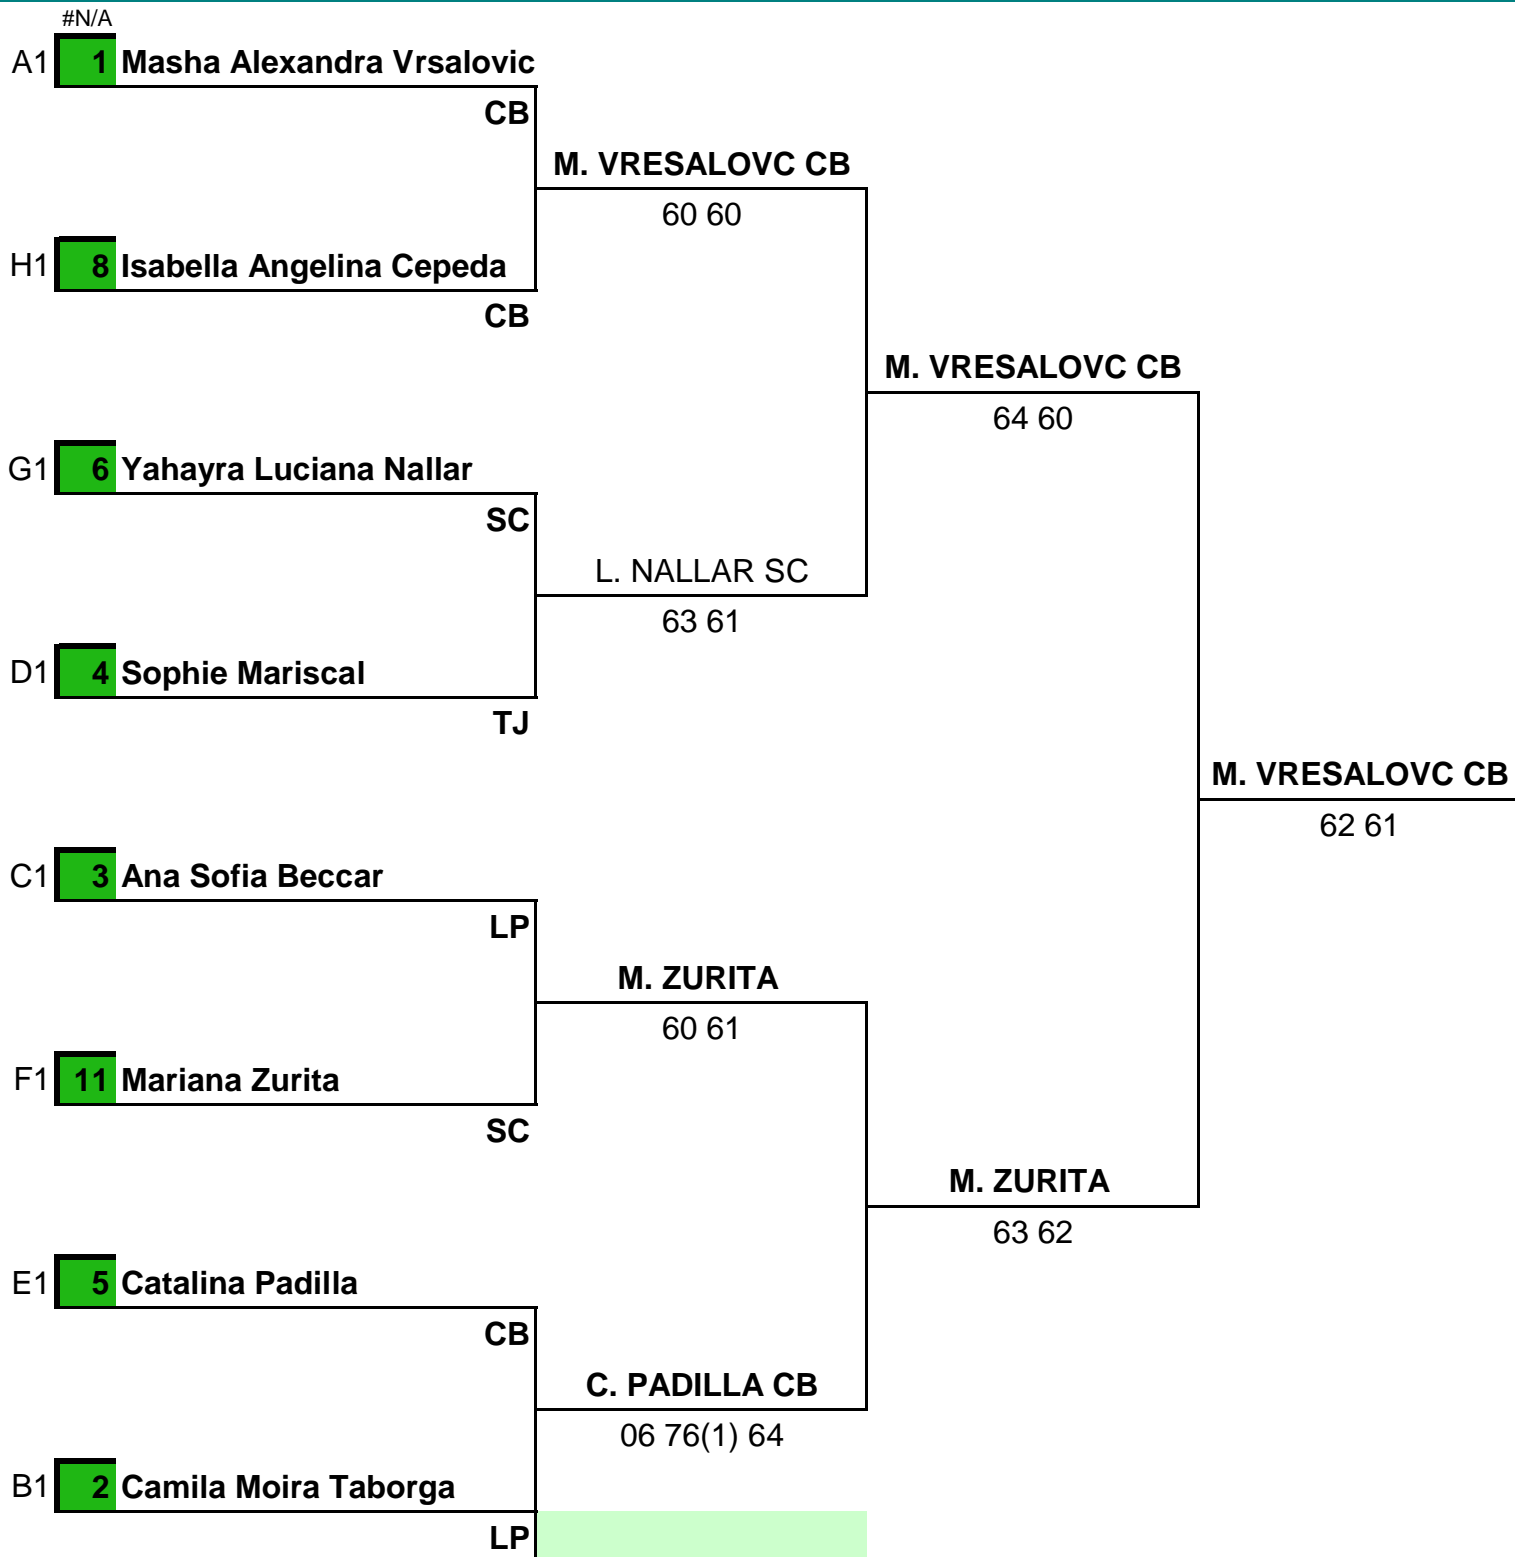 #N/A
A1 1 Masha Alexandra Vrsalovic
CB
M. VRESALOVC CB
60 60
H1 8 Isabella Angelina Cepeda
CB
M. VRESALOVC CB
64 60
G1 6 Yahayra Luciana Nallar
SC
L. NALLAR SC
63 61
D1 4 Sophie Mariscal
TJ
M. VRESALOVC CB
62 61
C1 3 Ana Sofia Beccar
LP
M. ZURITA
60 61
F1 11 Mariana Zurita
SC
M. ZURITA
63 62
E1 5 Catalina Padilla
CB
C. PADILLA CB
06 76(1) 64
B1 2 Camila Moira Taborga
LP